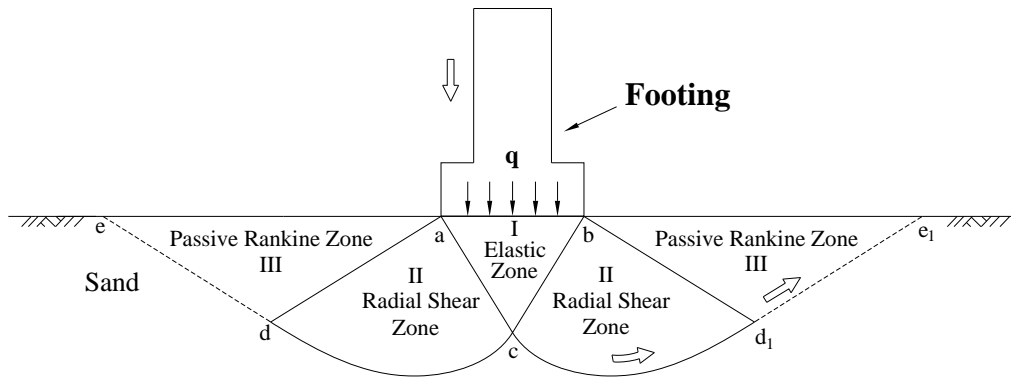 Footing
q
e
a
I
b
e1
Passive Rankine Zone
III
Elastic
Zone
Passive Rankine Zone
III
Sand
II
Radial Shear
Zone
II
Radial Shear
Zone
d
c
d1